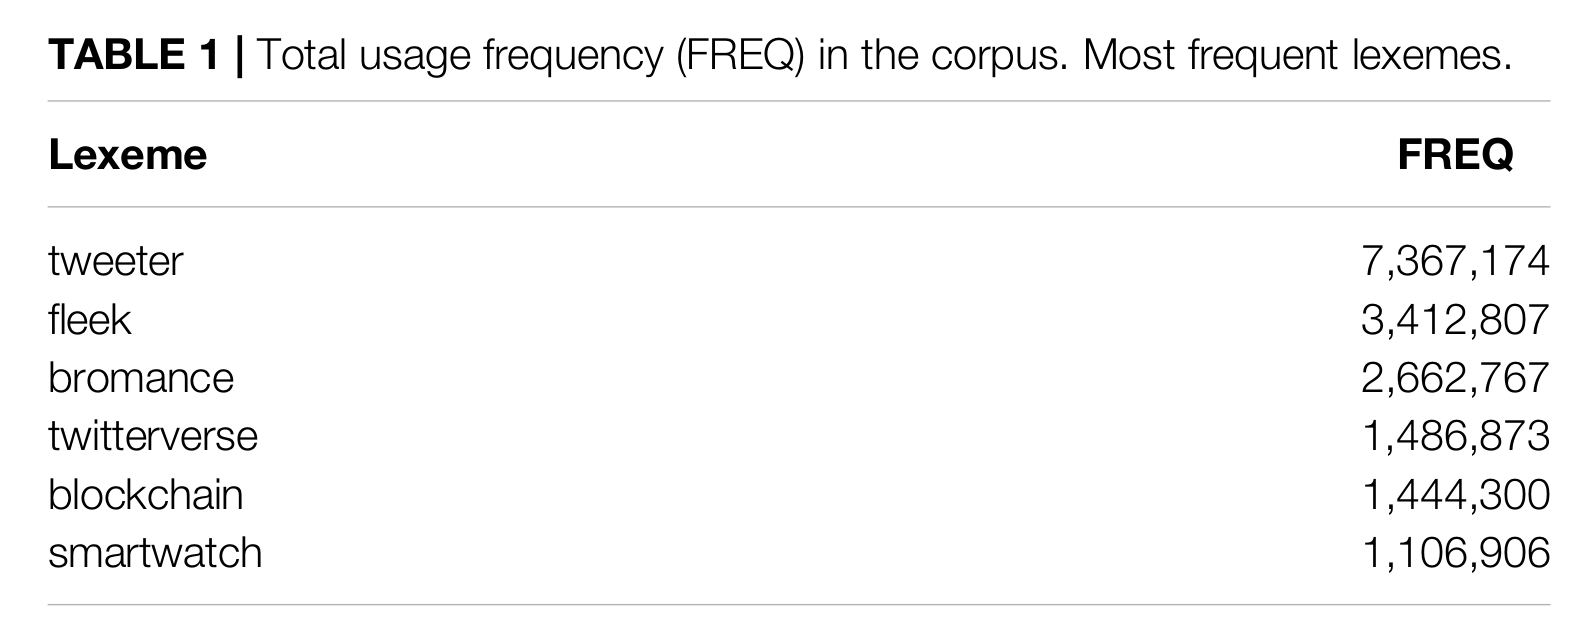 TABLE 1 | Total usage frequency (FREQ) in the corpus. Most frequent lexemes.
Lexeme FREQ
tweeter 7,367,174
fleek 3,412,807
bromance 2,662,767
twitterverse 1,486,873
blockchain 1,444,300
smartwatch 1,106,906